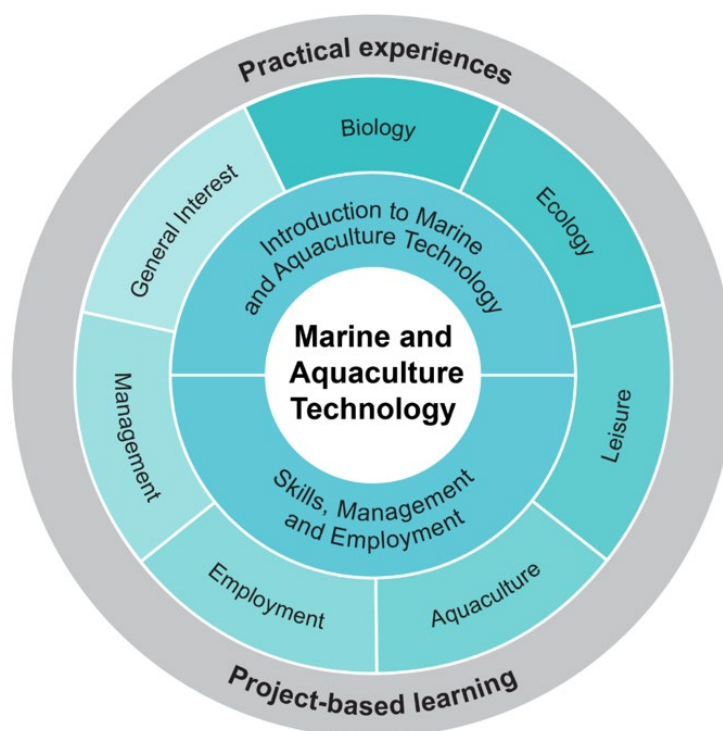 Practical experiences
Biology
Ecology
Leisure
Aquaculture
Employment
Management
General Interest
Introduction to Marine
and Aquaculture Technology
Marine and
Aquaculture
Technology
Skills, Management
and Employment
Project-based learning